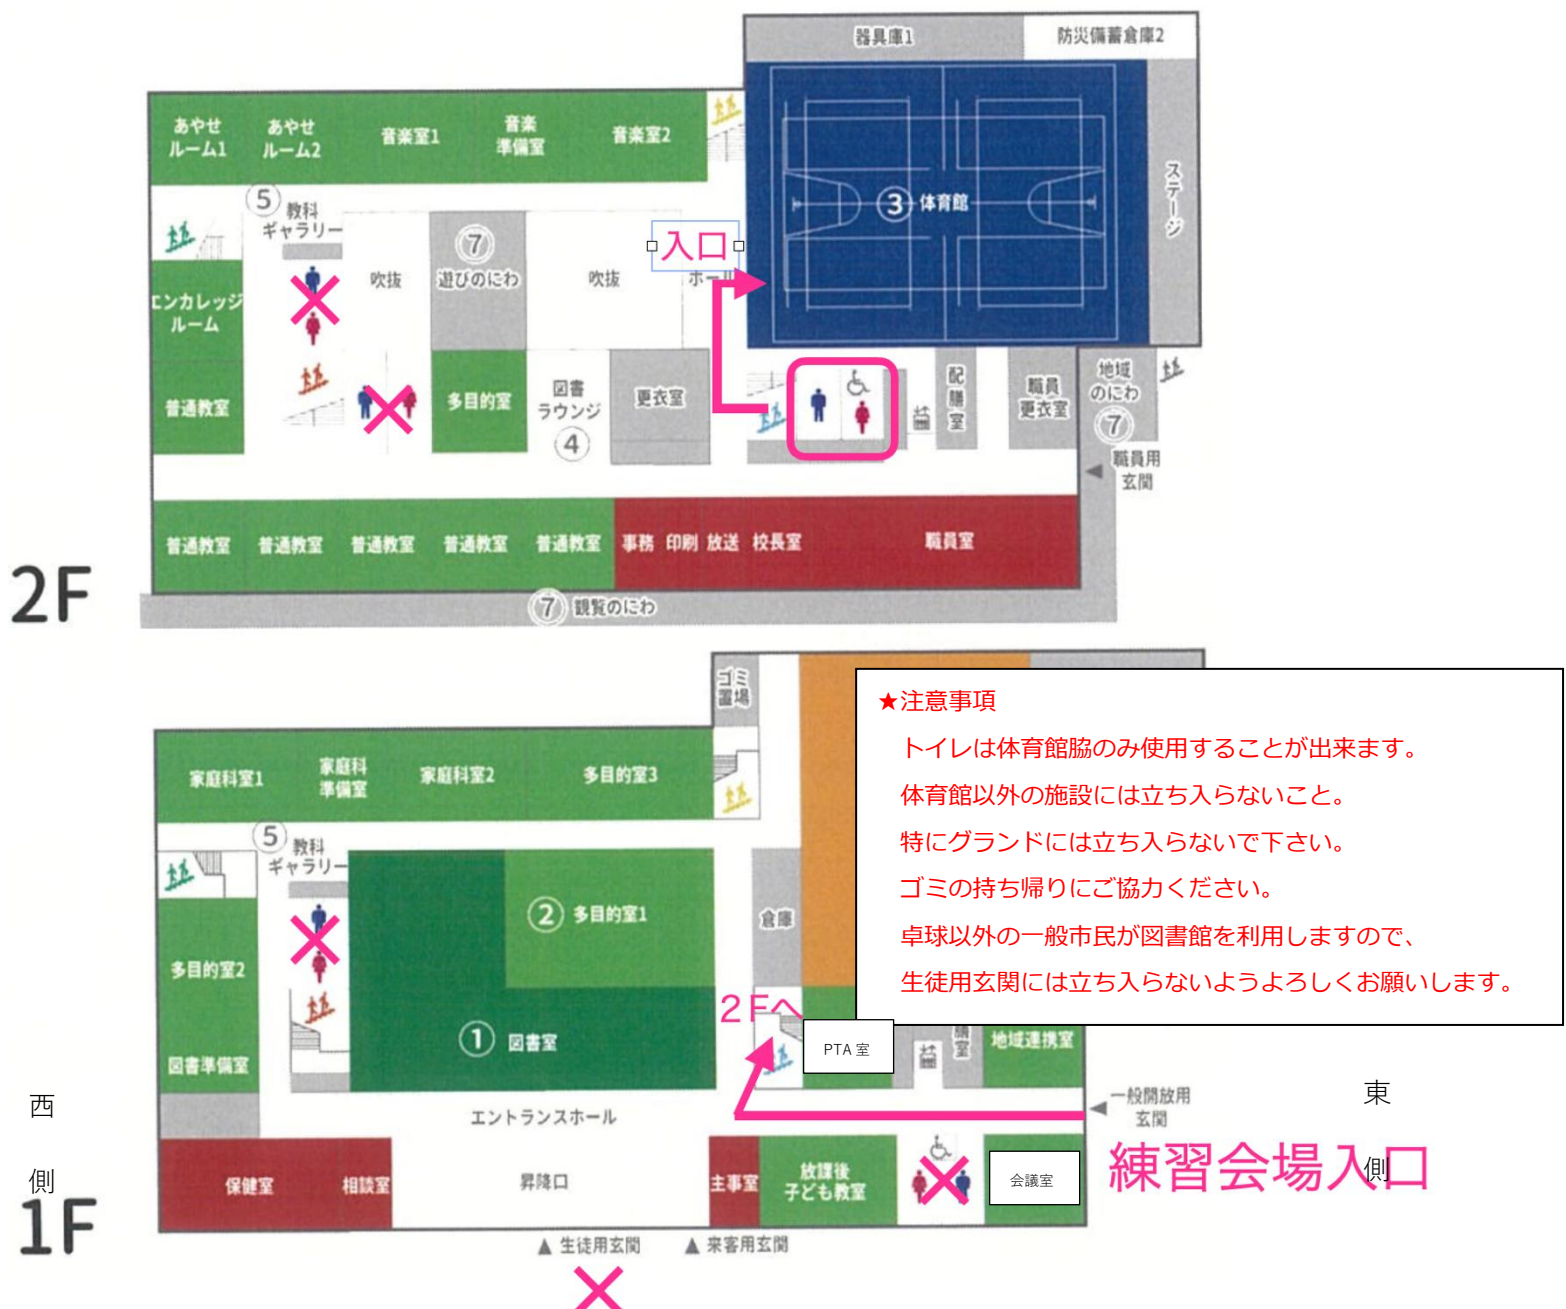 器具庫1
防災備蓄倉庫2
あやせ
ルーム1
あやせ
ルーム2
音楽室1
音楽
準備室
音楽室2
③ 体育館
ステージ
⑤ 教科
ギャラリー
吹抜
⑦
遊びのにわ
吹抜
入口
ホール
エンカレッジ
ルーム
普通教室
多目的室
図書
ラウンジ
④
更衣室
配膳室
職員
更衣室
地域
のにわ
⑦
職員用
玄関
普通教室
普通教室
普通教室
普通教室
普通教室
事務
印刷
放送
校長室
職員室
2F
⑦ 観覧のにわ
ゴミ
置場
家庭科室1
家庭科
準備室
家庭科室2
多目的室3
⑤ 教科
ギャラリー
② 多目的室1
倉庫
多目的室2
① 図書室
図書準備室
2Fへ
PTA室
膳室
地域連携室
★注意事項
トイレは体育館脇のみ使用することが出来ます。
体育館以外の施設には立ち入らないこと。
特にグランドには立ち入らないで下さい。
ゴミの持ち帰りにご協力ください。
卓球以外の一般市民が図書館を利用しますので、
生徒用玄関には立ち入らないようよろしくお願いします。
エントランスホール
一般開放用
玄関
西側
東側
練習会場入口
保健室
相談室
昇降口
主事室
放課後
子ども教室
会議室
1F
▲ 生徒用玄関
▲ 来客用玄関